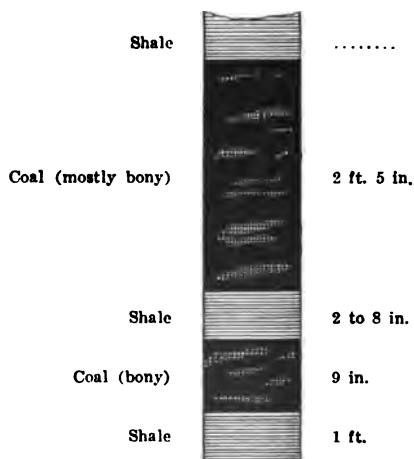 Shale ........
Coal (mostly bony) 2 ft. 5 in.
Shale 2 to 8 in.
Coal (bony) 9 in.
Shale 1 ft.